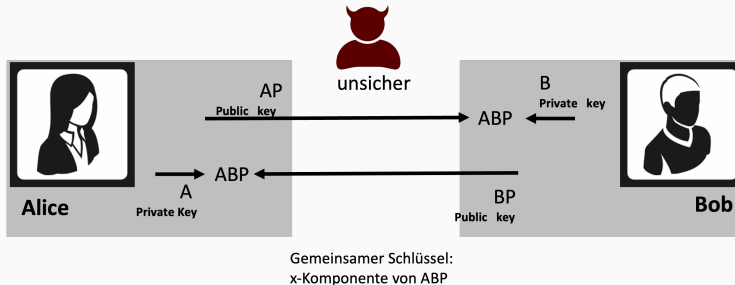 unsicher
AP
Public key
B
Private key
ABP
ABP
A
Private Key
BP
Public key
Alice
Bob
Gemeinsamer Schlüssel:
x-Komponente von ABP